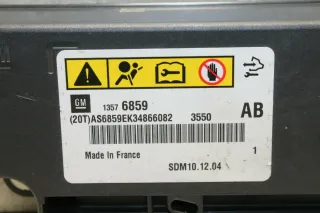 GM
1357 6859
(20T)AS6859EK34866082 3550 AB
Made In France 1
SDM10.12.04